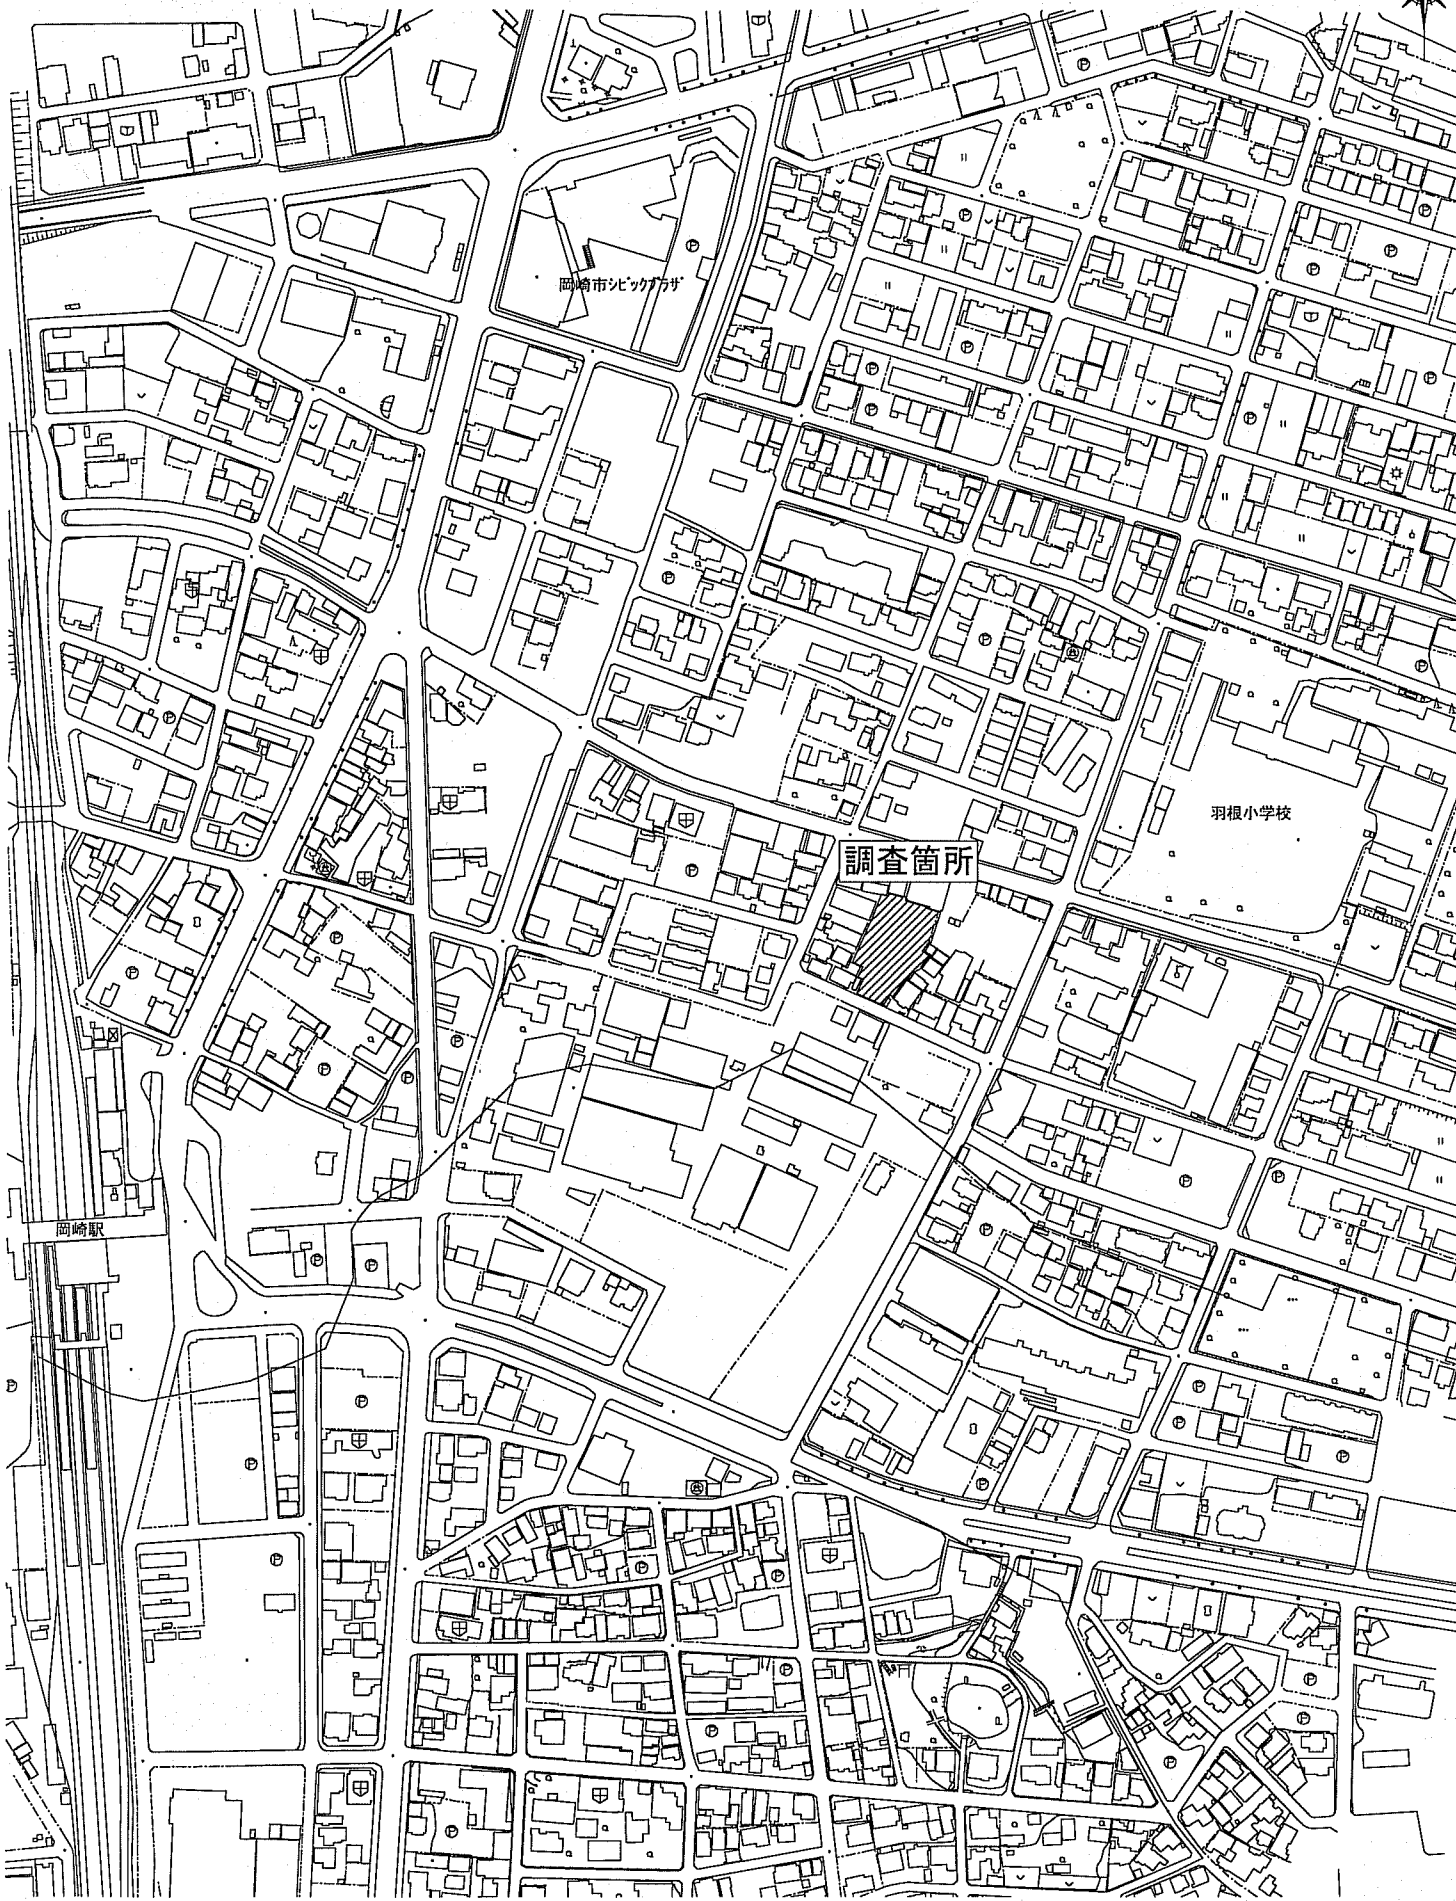 岡崎市シビックプラザ
羽根小学校
調査箇所
岡崎駅